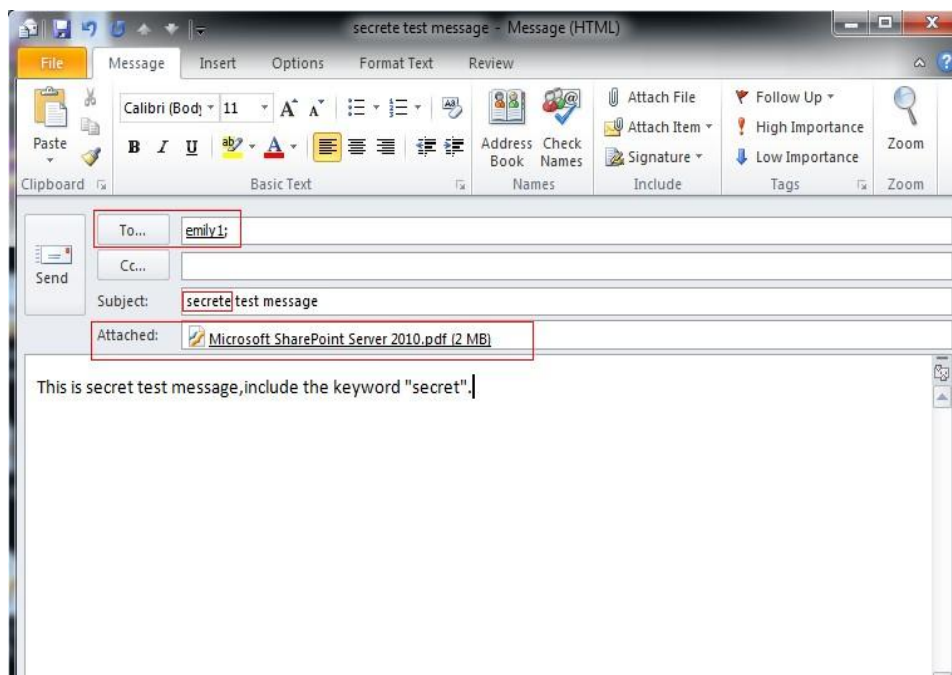 secrete test message - Message (HTML)
File Message Insert Options Format Text Review
Paste
Calibri (Body 11
B I U
Address Book
Check Names
Attach File
Attach Item
Signature
Follow Up
High Importance
Low Importance
Zoom
Clipboard Basic Text Names Include Tags Zoom
Send
To... emily1;
Cc...
Subject: secrete test message
Attached: Microsoft SharePoint Server 2010.pdf (2 MB)
This is secret test message,include the keyword "secret".